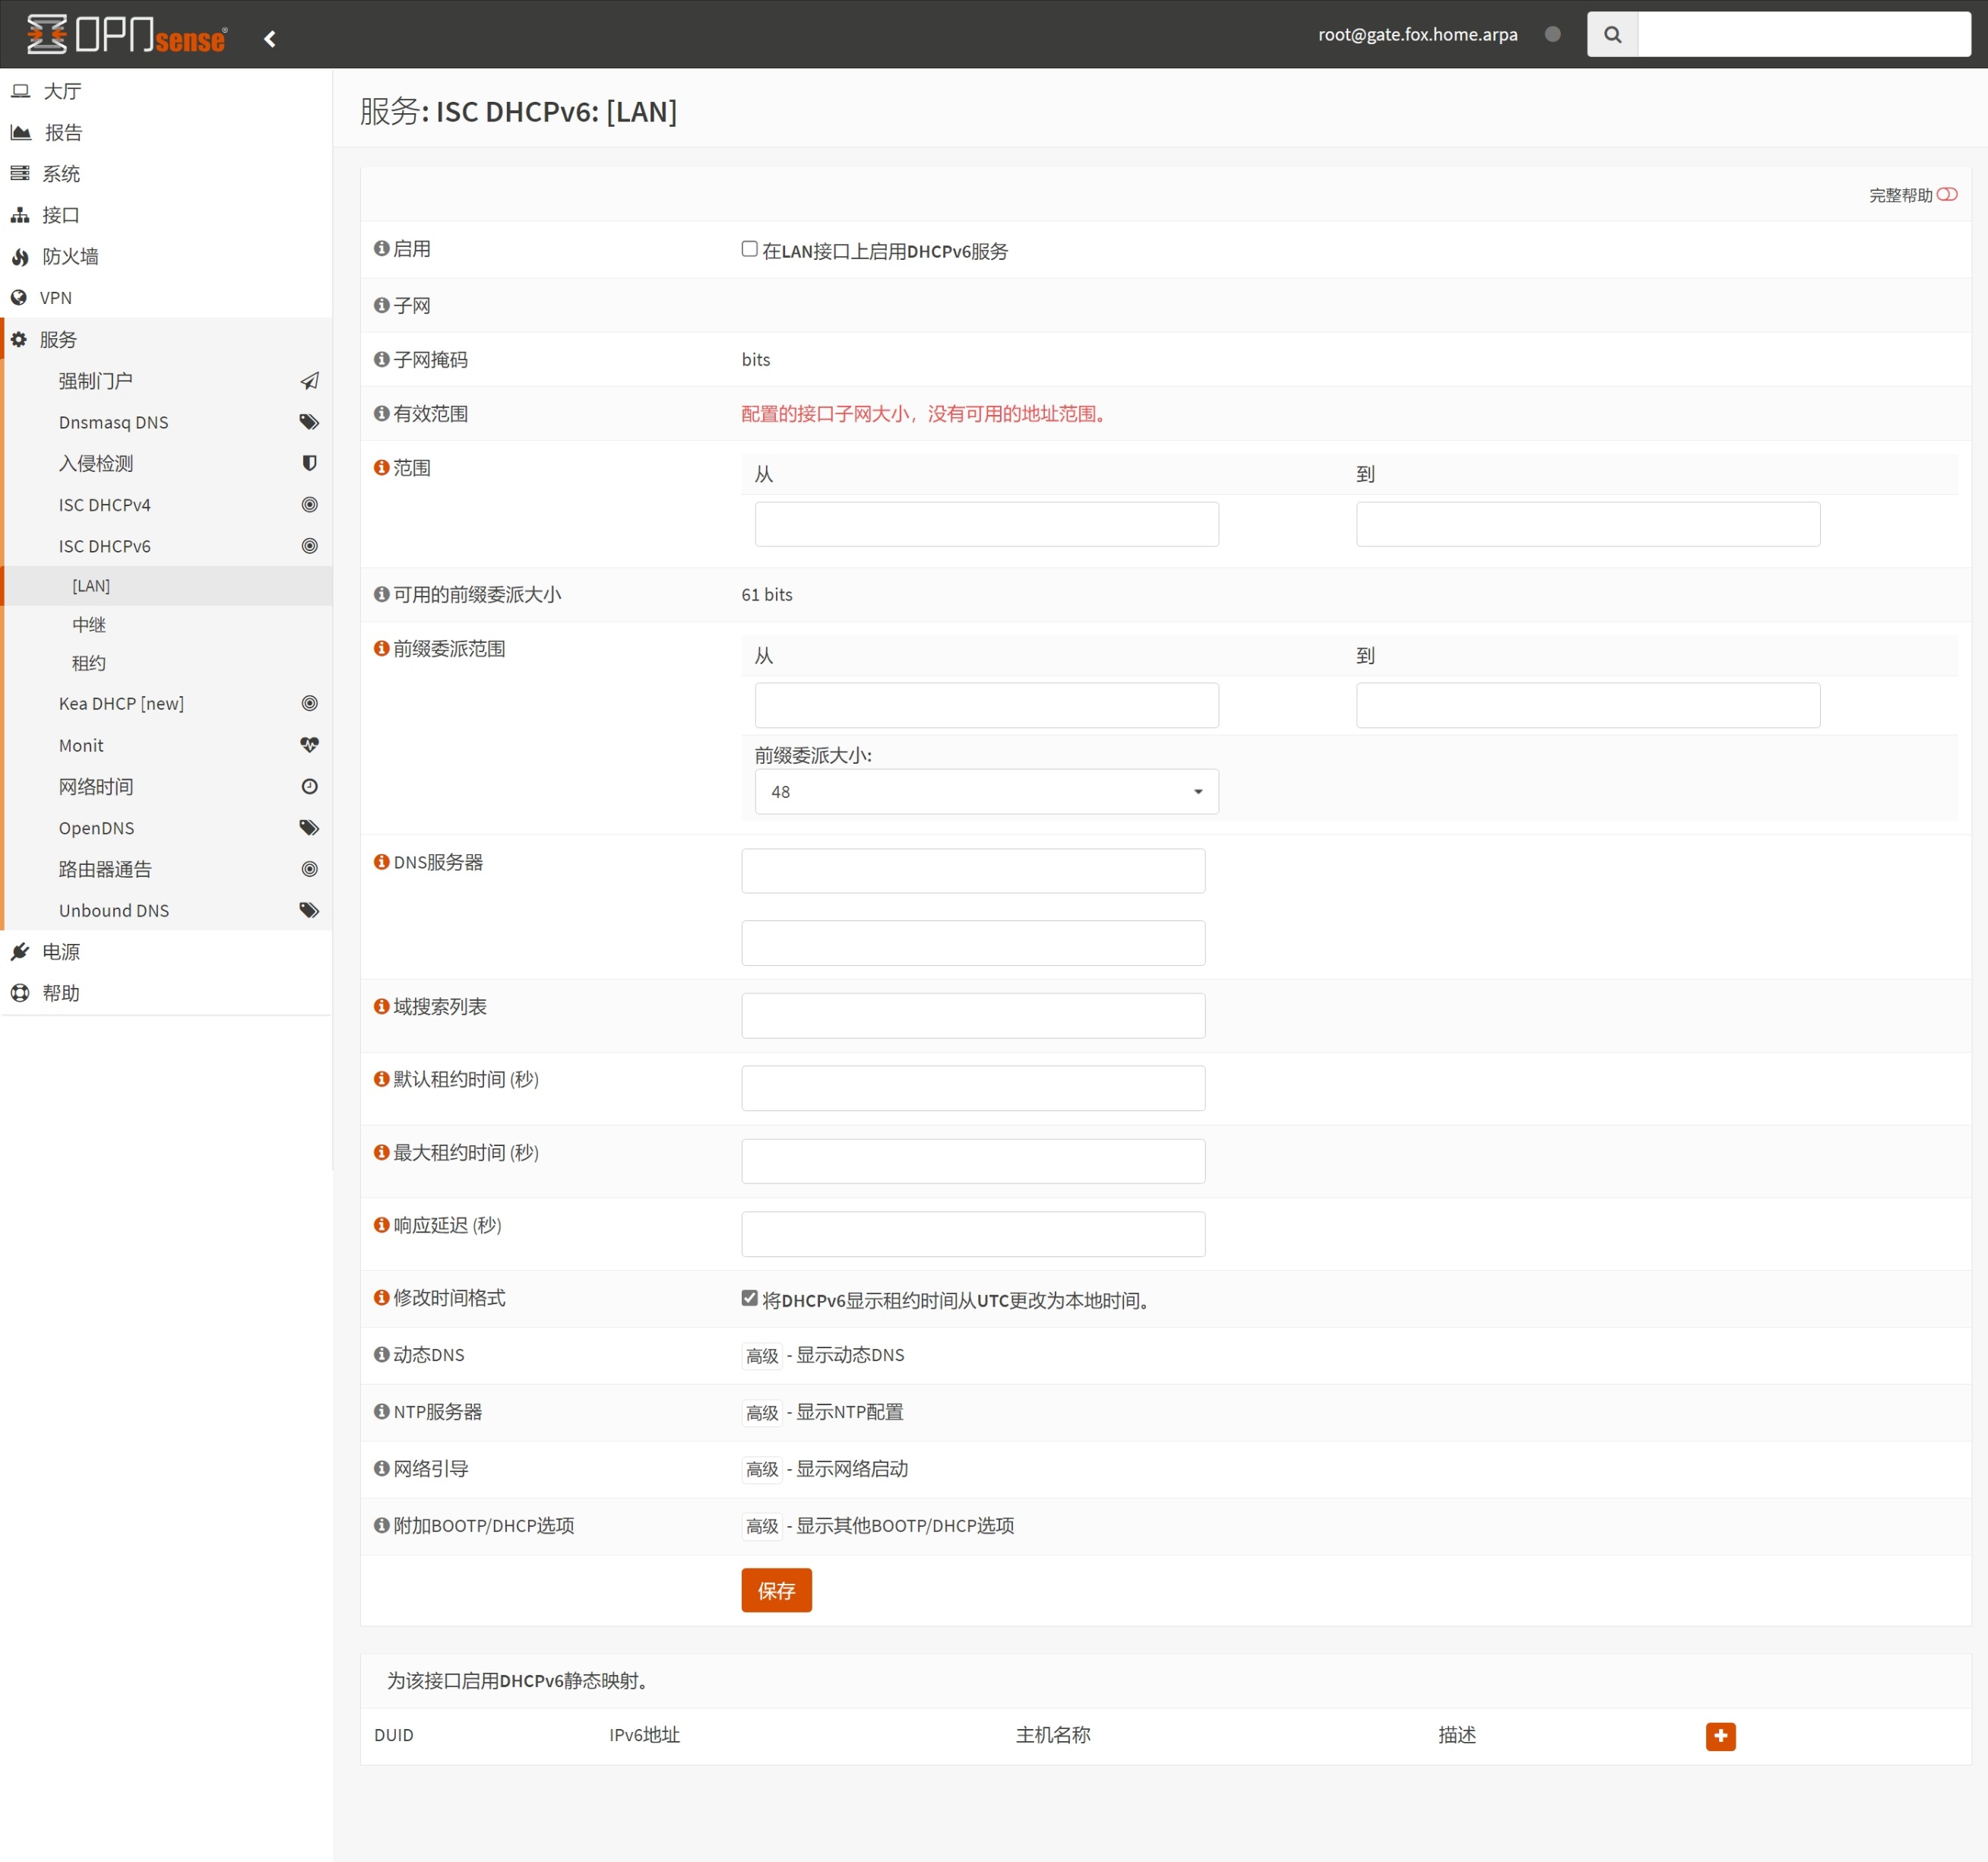 OPNsense®
root@gate.fox.home.arpa
大厅
报告
系统
接口
防火墙
VPN
服务
强制门户
Dnsmasq DNS
入侵检测
ISC DHCPv4
ISC DHCPv6
[LAN]
中继
租约
Kea DHCP [new]
Monit
网络时间
OpenDNS
路由器通告
Unbound DNS
电源
帮助
服务: ISC DHCPv6: [LAN]
完整帮助
启用 在LAN接口上启用DHCPv6服务
子网
子网掩码 bits
有效范围 配置的接口子网大小，没有可用的地址范围。
范围 从 到
可用的前缀委派大小 61 bits
前缀委派范围 从 到
前缀委派大小:
48
DNS服务器
域搜索列表
默认租约时间 (秒)
最大租约时间 (秒)
响应延迟 (秒)
修改时间格式 将DHCPv6显示租约时间从UTC更改为本地时间。
动态DNS 高级 - 显示动态DNS
NTP服务器 高级 - 显示NTP配置
网络引导 高级 - 显示网络启动
附加BOOTP/DHCP选项 高级 - 显示其他BOOTP/DHCP选项
保存
为该接口启用DHCPv6静态映射。
DUID IPv6地址 主机名称 描述